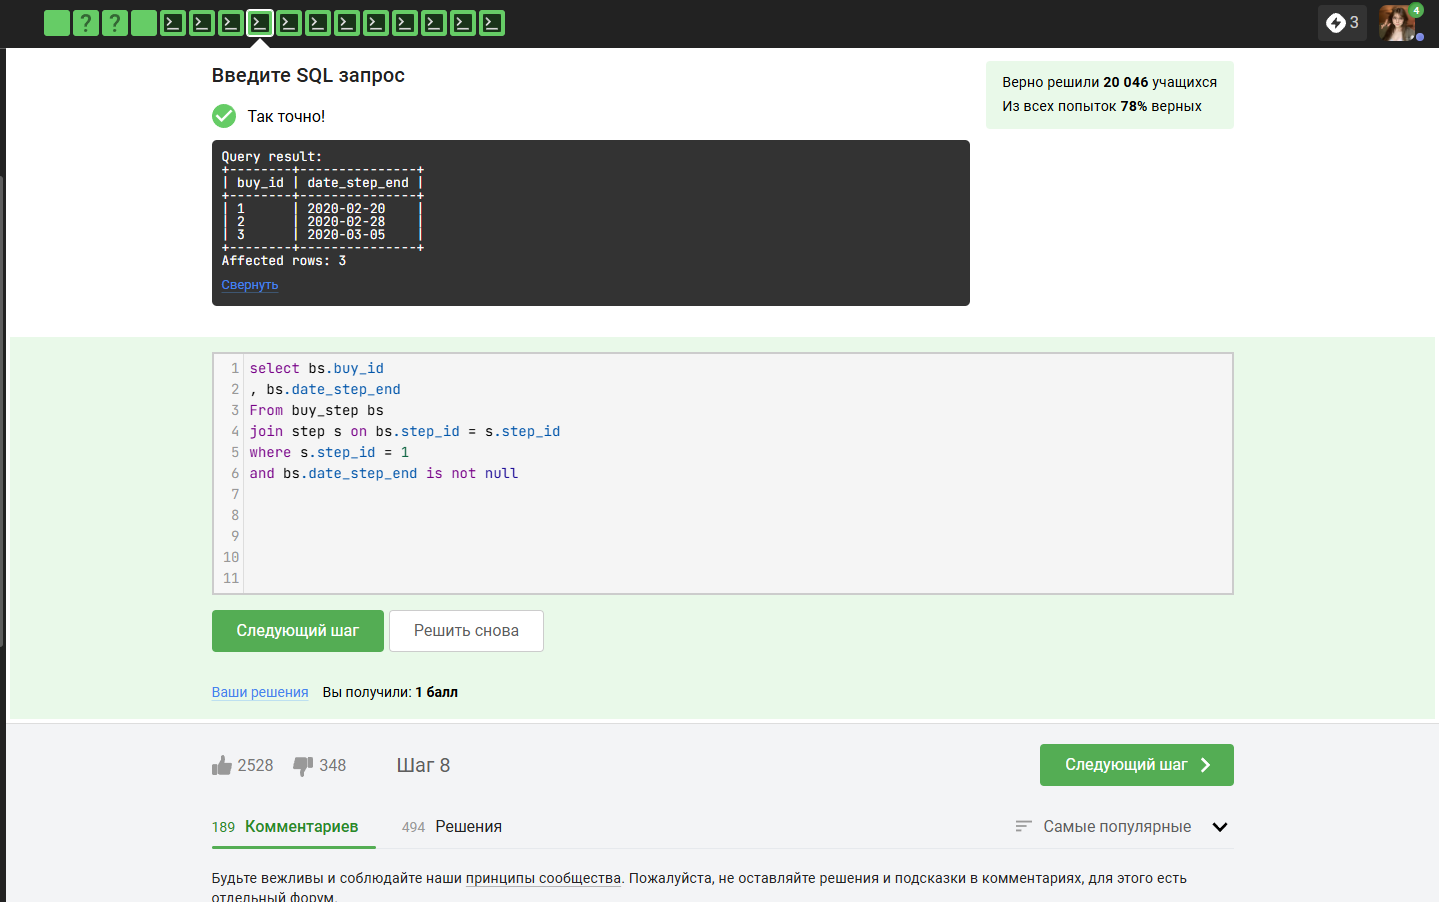 ? ?
3
4
Введите SQL запрос
Верно решили 20 046 учащихся
Из всех попыток 78% верных
Так точно!
Query result:
+--------+---------------+
| buy_id | date_step_end |
+--------+---------------+
| 1      | 2020-02-20    |
| 2      | 2020-02-28    |
| 3      | 2020-03-05    |
+--------+---------------+
Affected rows: 3
Свернуть
1 select bs.buy_id
2 , bs.date_step_end
3 From buy_step bs
4 join step s on bs.step_id = s.step_id
5 where s.step_id = 1
6 and bs.date_step_end is not null
7
8
9
10
11
Следующий шаг Решить снова
Ваши решения Вы получили: 1 балл
2528 348 Шаг 8 Следующий шаг
189 Комментариев 494 Решения Самые популярные
Будьте вежливы и соблюдайте наши принципы сообщества. Пожалуйста, не оставляйте решения и подсказки в комментариях, для этого есть
отдельный форум.